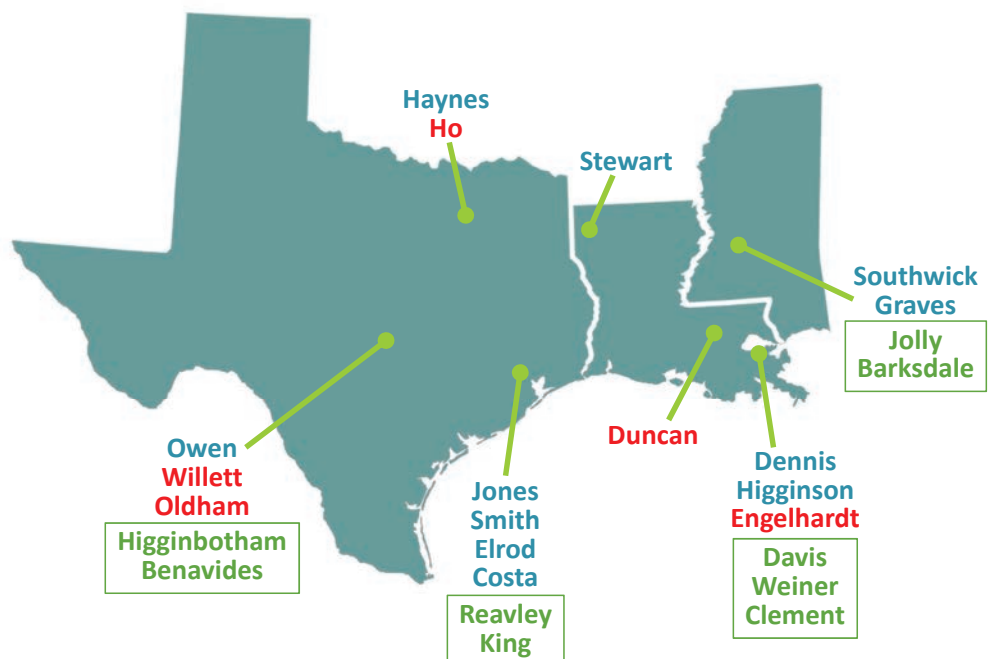 Haynes
Ho
Stewart
Southwick
Graves
Jolly
Barksdale
Owen
Willett
Oldham
Higginbotham
Benavides
Jones
Smith
Elrod
Costa
Reavley
King
Duncan
Dennis
Higginson
Engelhardt
Davis
Weiner
Clement